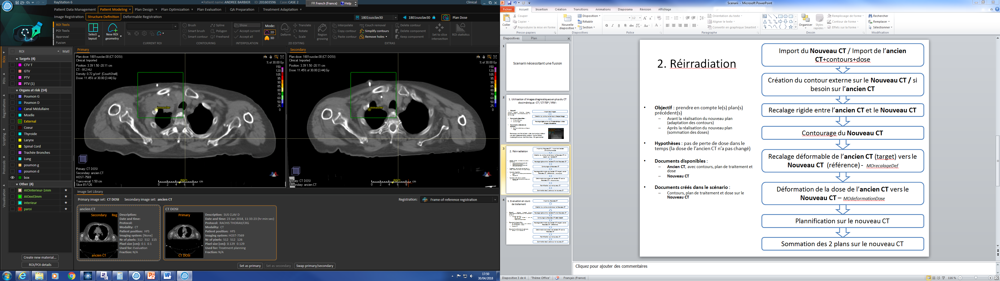 RayStation 6
Patient name: ANDREE BARBIER ID: 201603596 Case: CASE 2
FR French (France) Help
Clinical
Patient Data Management Patient Modeling Plan Design Plan Optimization Plan Evaluation QA Preparation Treatment Adaptation
Image Registration Structure Definition Deformable Registration
1801susclav30 1801susclav30 Plan Dose
ROI Tools
POI Tools
Approval
Fusion
Select layout
New ROI geometry
CURRENT ROI
Brush Spline
Smart brush Polygon
Smart contour Freehand
CONTOURING
Show
Accept current
Accept all
INTERPOLATION
Mode:
2D
3D
Deform
Translate
Rotate
Scale
2D EDITING
Region growing
Interpolate Couch removal Delete contour
Copy contour Simplify contours Delete component
Paste contour Remove holes Keep component
EXTRAS
Set to slice intersection
ROI statistics
ROIs
POIs
Registrations
Scripting
Protocols
Visualization
ROI Matl
Targets (4)
CTV T
GTV
PTV
PTV (1)
Organs at risk (14)
Poumon G
Poumon D
Canal Médullaire
Moelle
External
Coeur
Thyroide
Larynx
Spinal Cord
Trachée Bronches
Lung
poumon g
poumon d
box
Other (4)
AIOinterieur-1mm
AIOext3mm
interieur
paroi
Create new material...
ROI/POI details
Primary
Plan dose: 1801susclav30 (CT DOSI)
Clinical: Imported
Position: 3.39 1.50 -20.11 cm
CT: -912 HU
Density: 0.72 g/cm³ [CoushShell]
Dose: 11.45% of 30.00 [3.44] Gy
% of 30.00 Gy
150
120
105
95
90
85
80
70
60
50
25
0
isosusclav
Primary: CT DOSI
Secondary: ancien CT
HOST-7569
Transversal: 1.50 cm
Slice 81/126
REF1
0 2 4 6 8 cm
Secondary
Plan dose: 1801susclav30 (CT DOSI)
Clinical: Imported
Position: 3.39 1.50 -20.11 cm
Dose: 11.45% of 30.00 [3.44] Gy
% of 30.00 Gy
150
120
105
95
90
85
80
70
60
50
25
0
isosusclav
Primary: CT DOSI
Secondary: ancien CT
REF1
0 2 4 6 8 cm
Image Set Library
Primary image set: CT DOSI Secondary image set: ancien CT
Registration: Frame-of-reference registration
ancien CT
Secondary Reg
ancien CT
Description:
Date and time:
Protocol:
Modality: CT
Patient position: HFS
Imaging system: [None]
Nr of pixels: 512 512 115
Pixel size [cm]: 0.1 0.1
Used for: Evaluation
Fraction: N/A
CT DOSI
Primary
CT DOSI
Description: SUS CLAV D
Date and time: 23 Jan 2018, 11:33:23 (hr:min:sec)
Protocol: RACHIS THORAX/CRG
Modality: CT
Patient position: HFS
Imaging system: HOST-7569
Nr of pixels: 512 512 126
Pixel size [cm]: 0.129 0.129
Used for: Treatment planning
Fraction: N/A
Set as primary Set as secondary Swap primary/secondary
17:50
30/04/2018
Scenarii - Microsoft PowerPoint
Fichier Accueil Insertion Création Transitions Animations Diaporama Révision Affichage
Coller
Couper
Copier
Reproduire la mise en forme
Presse-papiers
Nouvelle diapositive
Disposition
Rétablir
Section
Diapositives
12
Police
Orientation du texte
Aligner le texte
Convertir en graphique SmartArt
Paragraphe
Organiser
Styles rapides
Remplissage de forme
Contour de forme
Effets sur la forme
Dessin
Rechercher
Remplacer
Sélectionner
Modification
Diapositives Plan
1
Scenarii nécessitant une fusion
2
1. Utilisation d'images diagnostiques en plus du CT
dosimétrique - CT / CT-TEP / IRM -
3
2. Réirradiation
4
3. Evaluation en cours
de traitement
2. Réirradiation
• Objectif : prendre en compte le(s) plan(s)
précédent(s)
– Avant la réalisation du nouveau plan
(adaptation des contours)
– Après la réalisation du nouveau plan
(sommation des doses)
• Hypothèses : pas de perte de dose dans le
temps (la dose de l'ancien CT n'a pas changé)
• Documents disponibles :
– Ancien CT, avec contours, plan de traitement et
dose
– Nouveau CT
• Documents créés dans le scénario :
– Contours, plan de traitement et dose sur le
Nouveau CT
Import du Nouveau CT / Import de l'ancien
CT+contours+dose
Création du contour externe sur le Nouveau CT / si
besoin sur l'ancien CT
Recalage rigide entre l'ancien CT et le Nouveau CT
Contourage du Nouveau CT
Recalage déformable de l'ancien CT (target) vers le
Nouveau CT (référence) - MOrecalageDef
Déformation de la dose de l'ancien CT vers le
Nouveau CT – MOdeformationDose
Plannification sur le nouveau CT
Sommation des 2 plans sur le nouveau CT
Cliquez pour ajouter des commentaires
Diapositive 3 de 4 "Thème Office" Français (France) 116 %